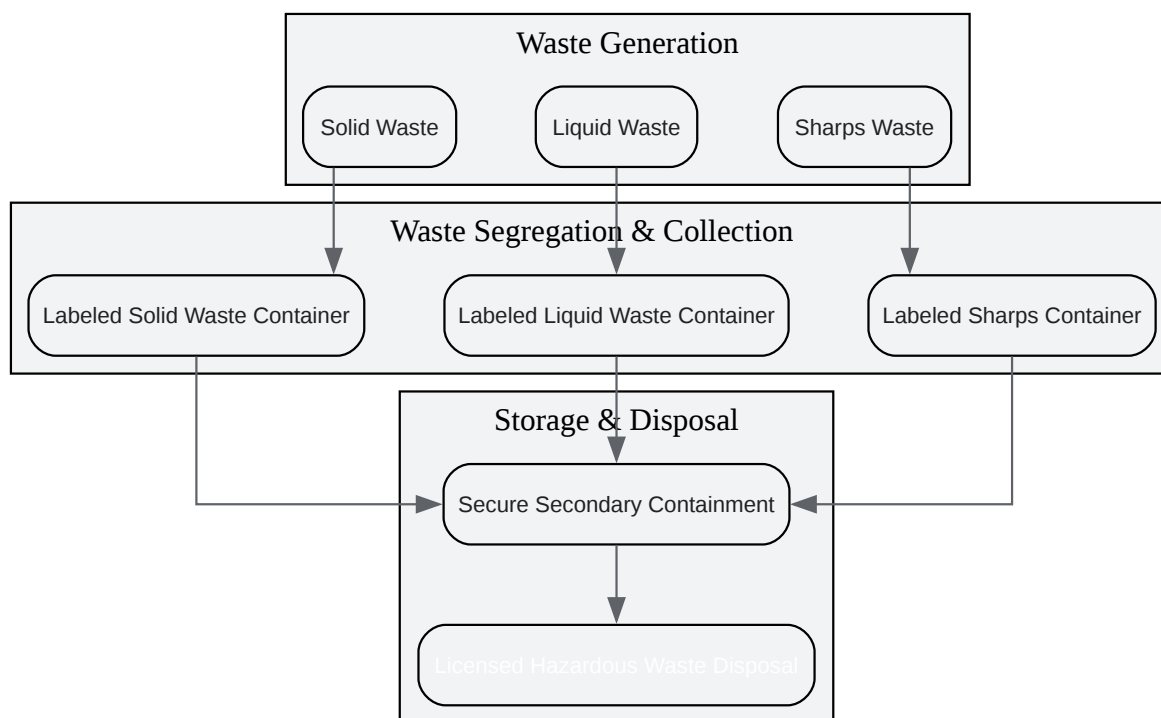 Waste Generation
Solid Waste
Liquid Waste
Sharps Waste
Waste Segregation & Collection
Labeled Solid Waste Container
Labeled Liquid Waste Container
Labeled Sharps Container
Storage & Disposal
Secure Secondary Containment
Licensed Hazardous Waste Disposal